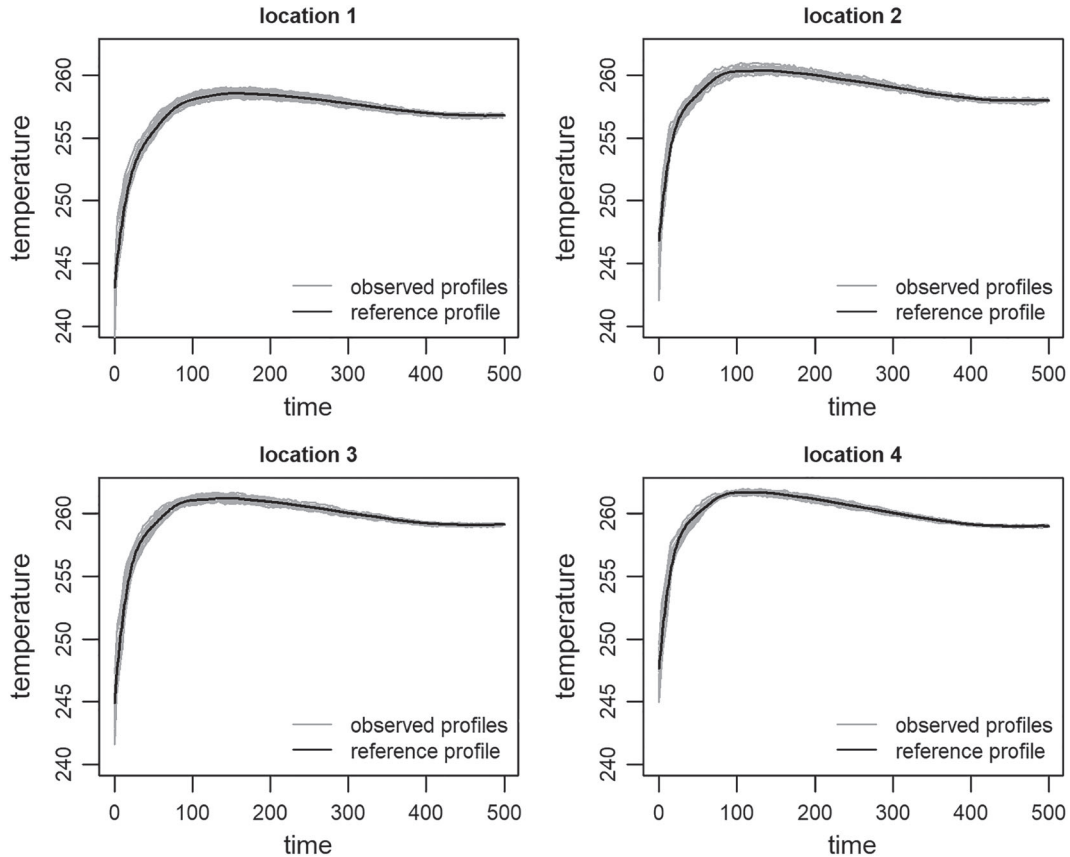 location 1
temperature
260
255
250
245
240
observed profiles
reference profile
0 100 200 300 400 500
time
location 2
temperature
260
255
250
245
240
observed profiles
reference profile
0 100 200 300 400 500
time
location 3
temperature
260
255
250
245
240
observed profiles
reference profile
0 100 200 300 400 500
time
location 4
temperature
260
255
250
245
240
observed profiles
reference profile
0 100 200 300 400 500
time